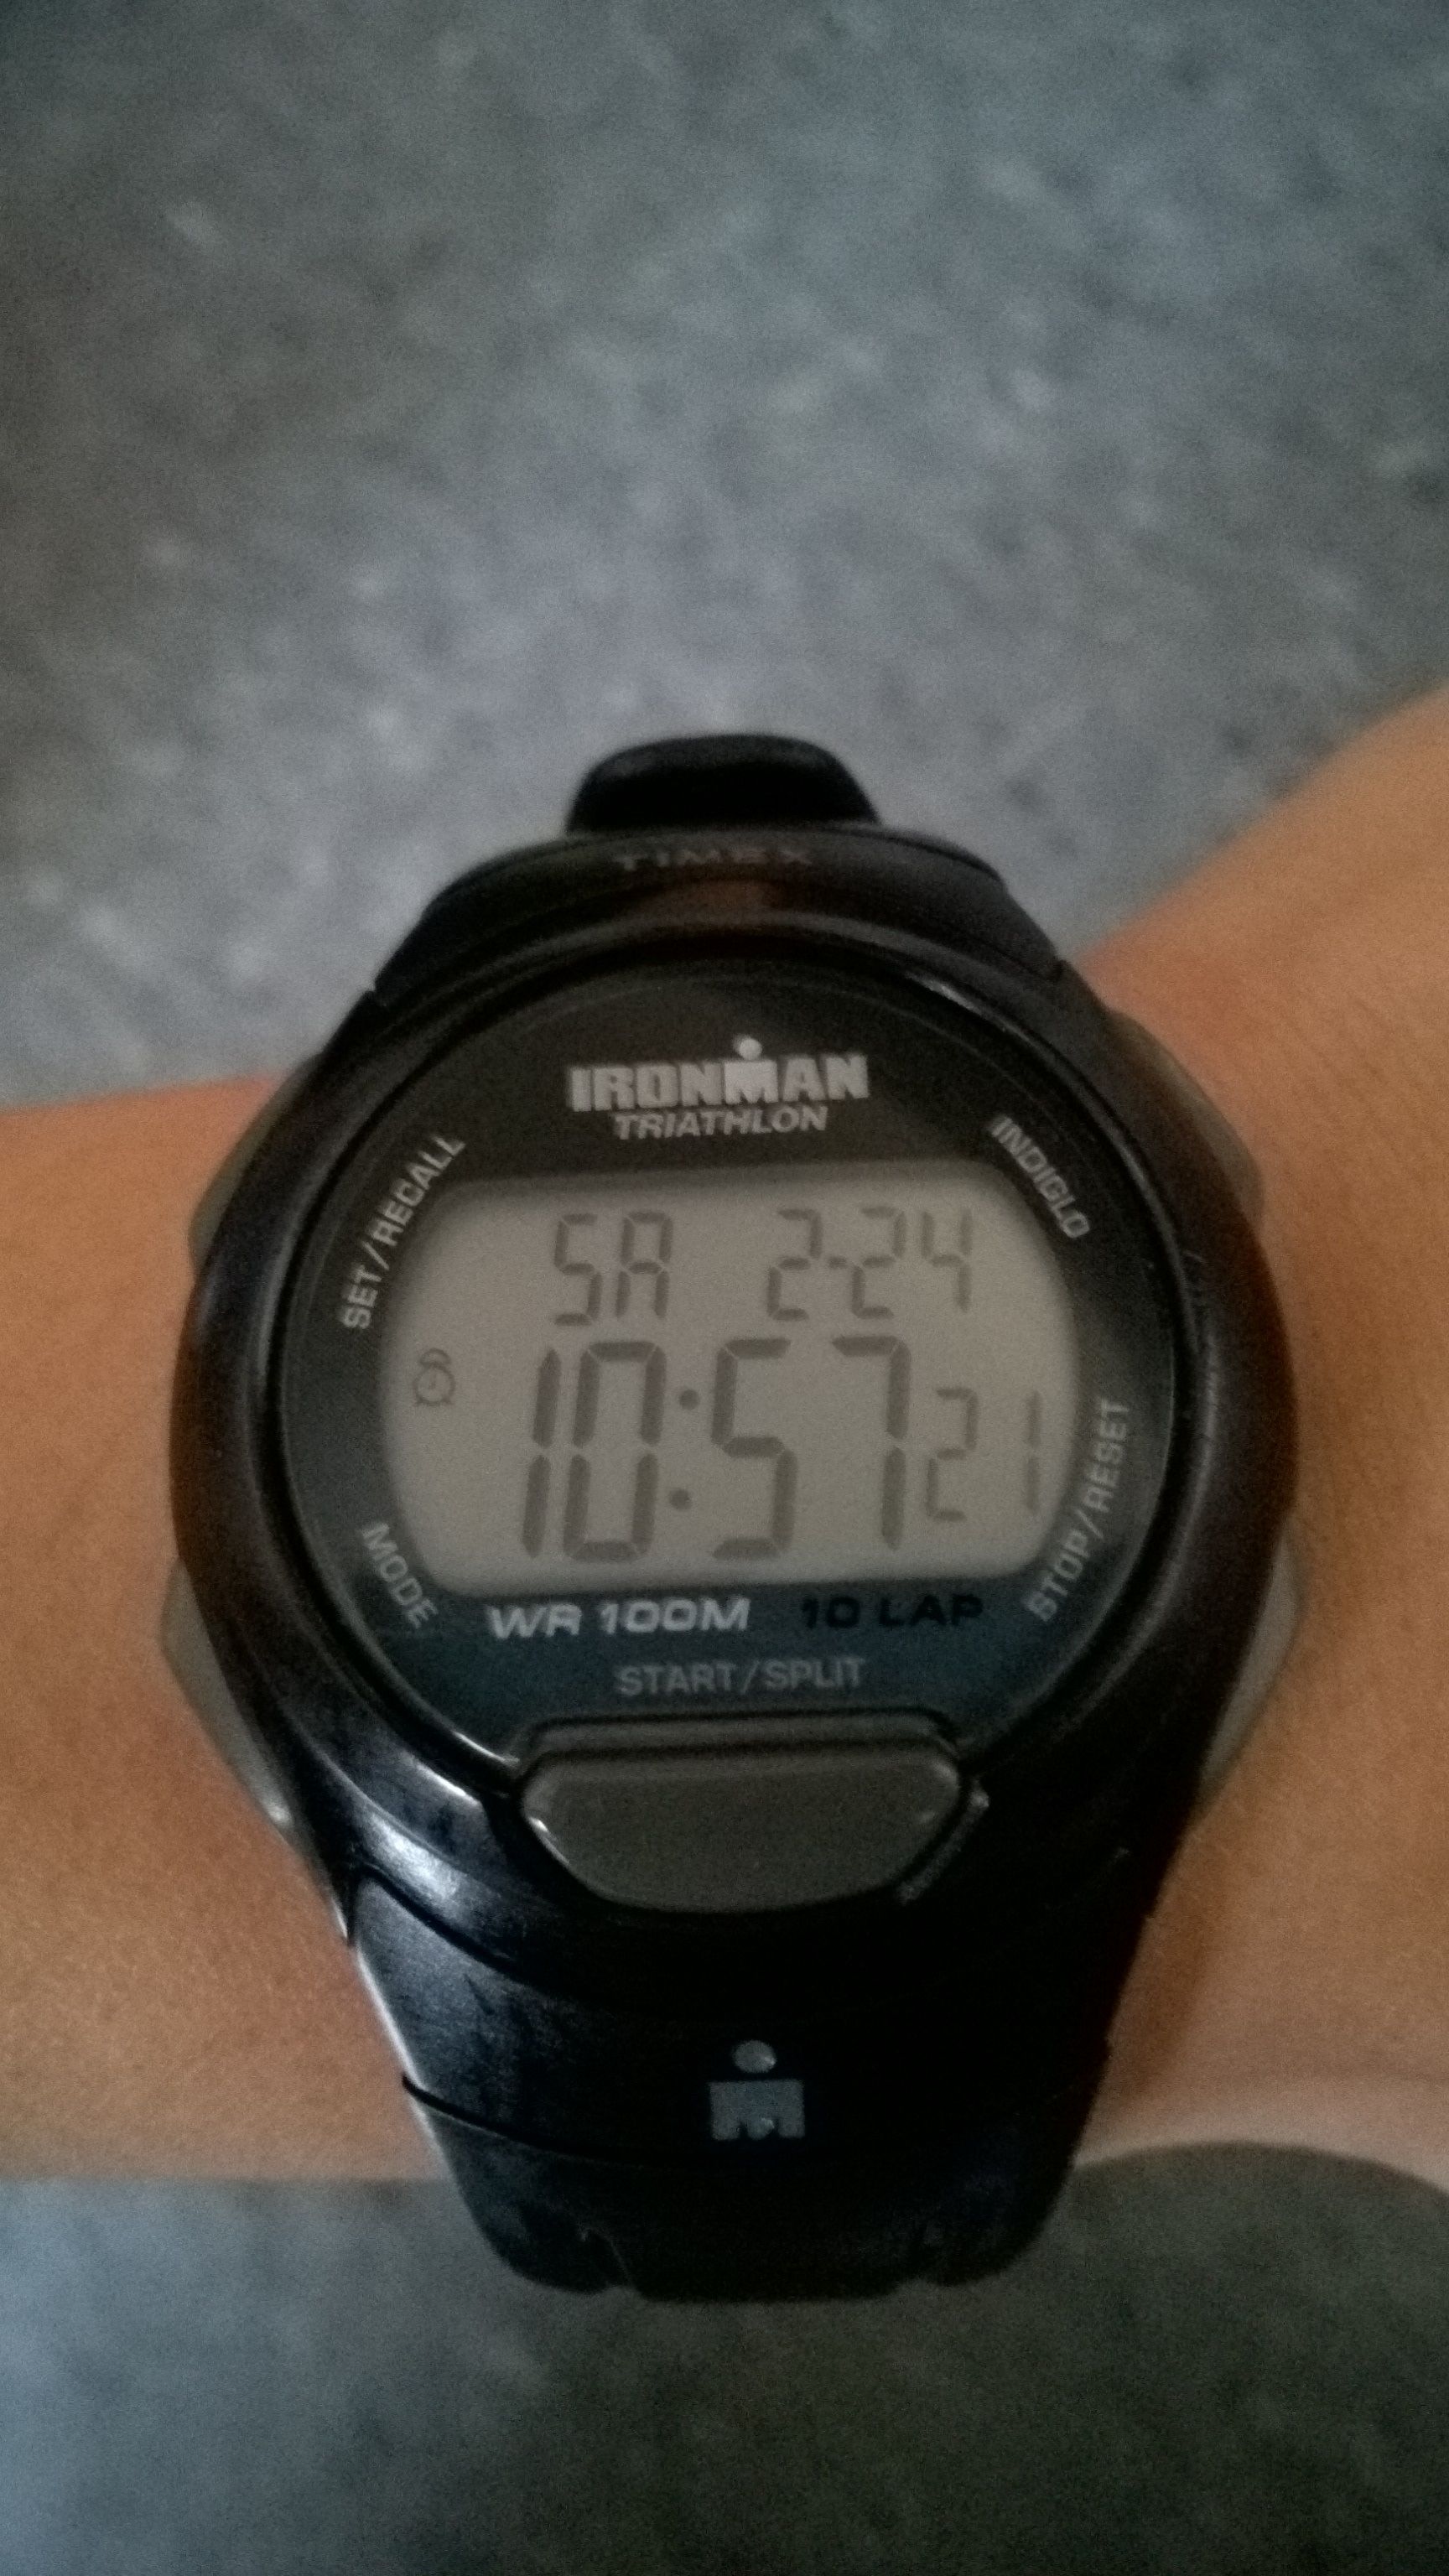 TIMEX
IRONMAN
TRIATHLON
SET/RECALL
INDIGLO
SA 2-24
10:57 21
MODE
STOP/RESET
WR 100M 10 LAP
START/SPLIT